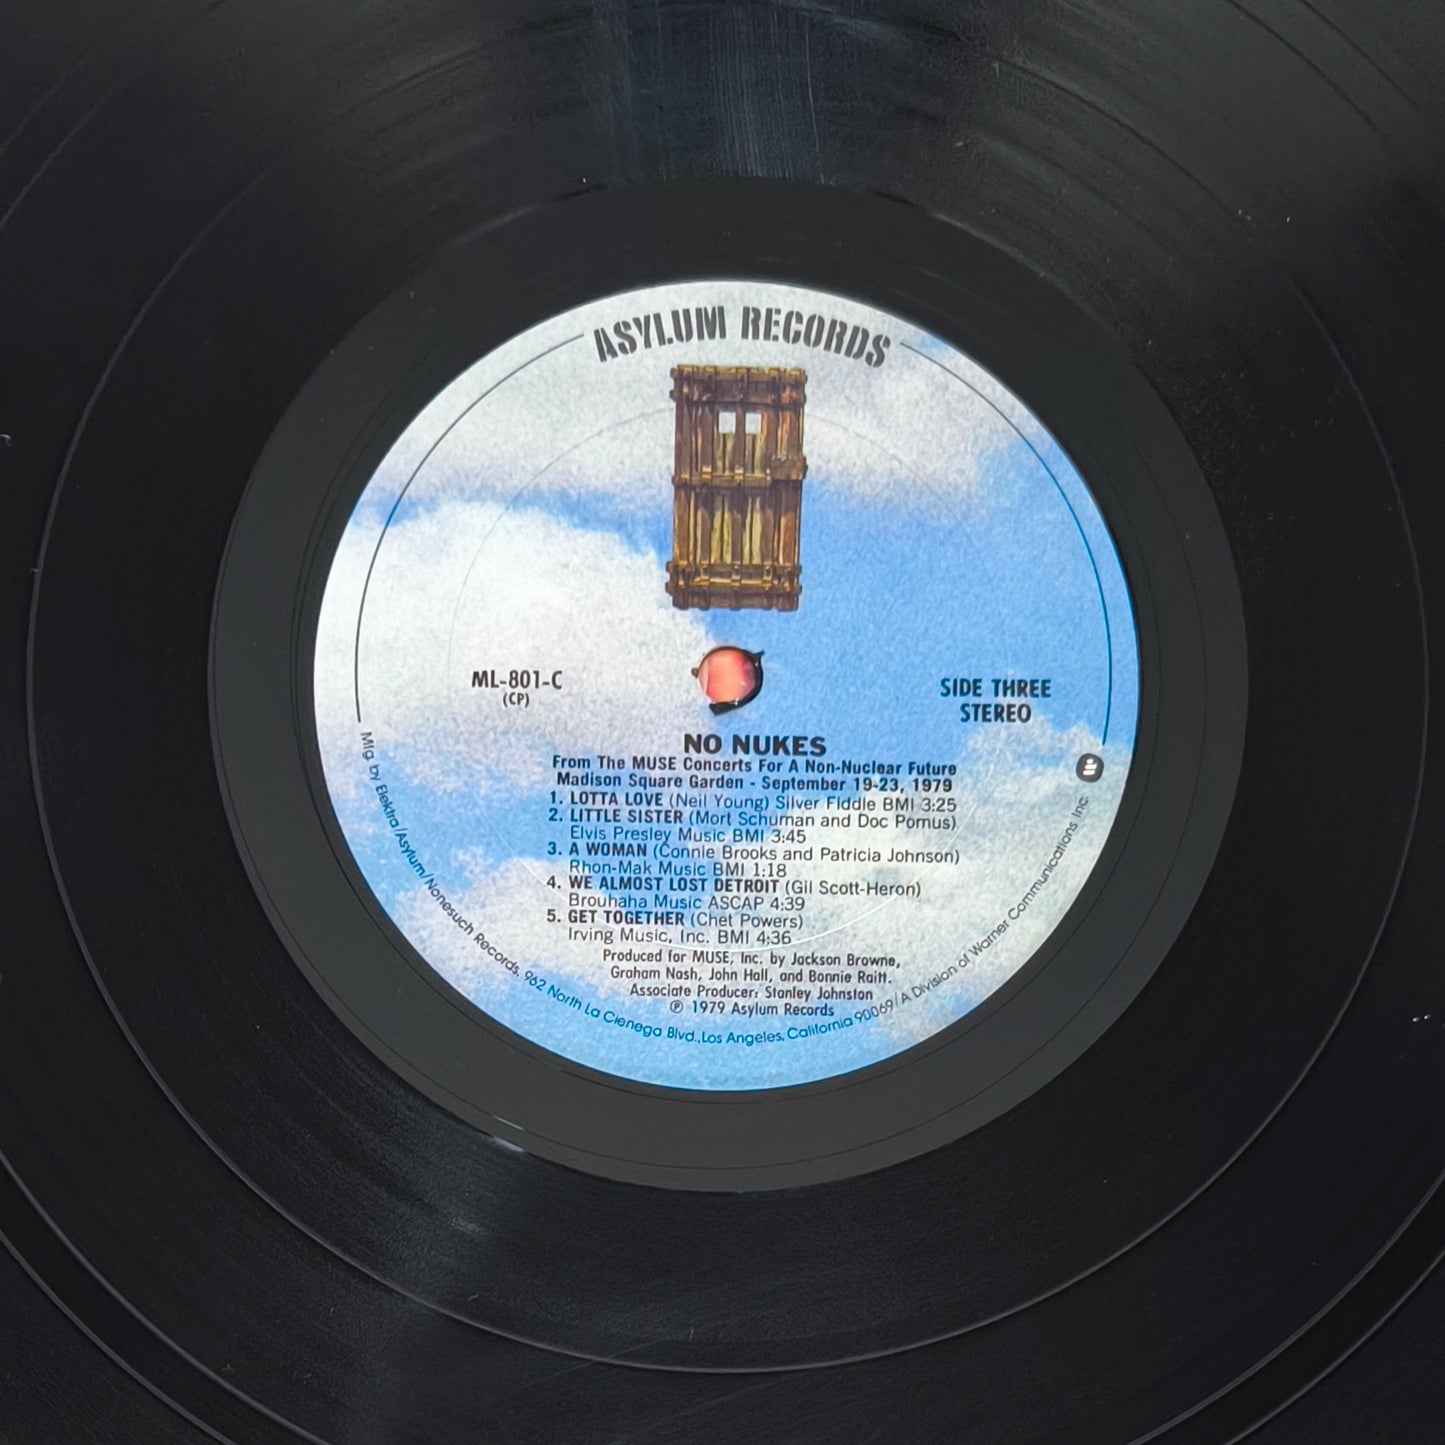 ASYLUM RECORDS
ML-801-C
(CP)
SIDE THREE
STEREO
NO NUKES
From The MUSE Concerts For A Non-Nuclear Future
Madison Square Garden - September 19-23, 1979
1. LOTTA LOVE (Neil Young) Silver Fiddle BMI 3:25
2. LITTLE SISTER (Mort Schuman and Doc Pomus)
Elvis Presley Music BMI 3:45
3. A WOMAN (Connie Brooks and Patricia Johnson)
Rhon-Mak Music BMI 1:18
4. WE ALMOST LOST DETROIT (Gil Scott-Heron)
Brouhaha Music ASCAP 4:39
5. GET TOGETHER (Chet Powers)
Irving Music, Inc. BMI 4:36
Produced for MUSE, Inc. by Jackson Browne,
Graham Nash, John Hall, and Bonnie Raitt.
Associate Producer: Stanley Johnston
℗ 1979 Asylum Records
Mfg. by Elektra/Asylum/Nonesuch Records, 962 North La Cienega Blvd., Los Angeles, California 90069/A Division of Warner Communications Inc.